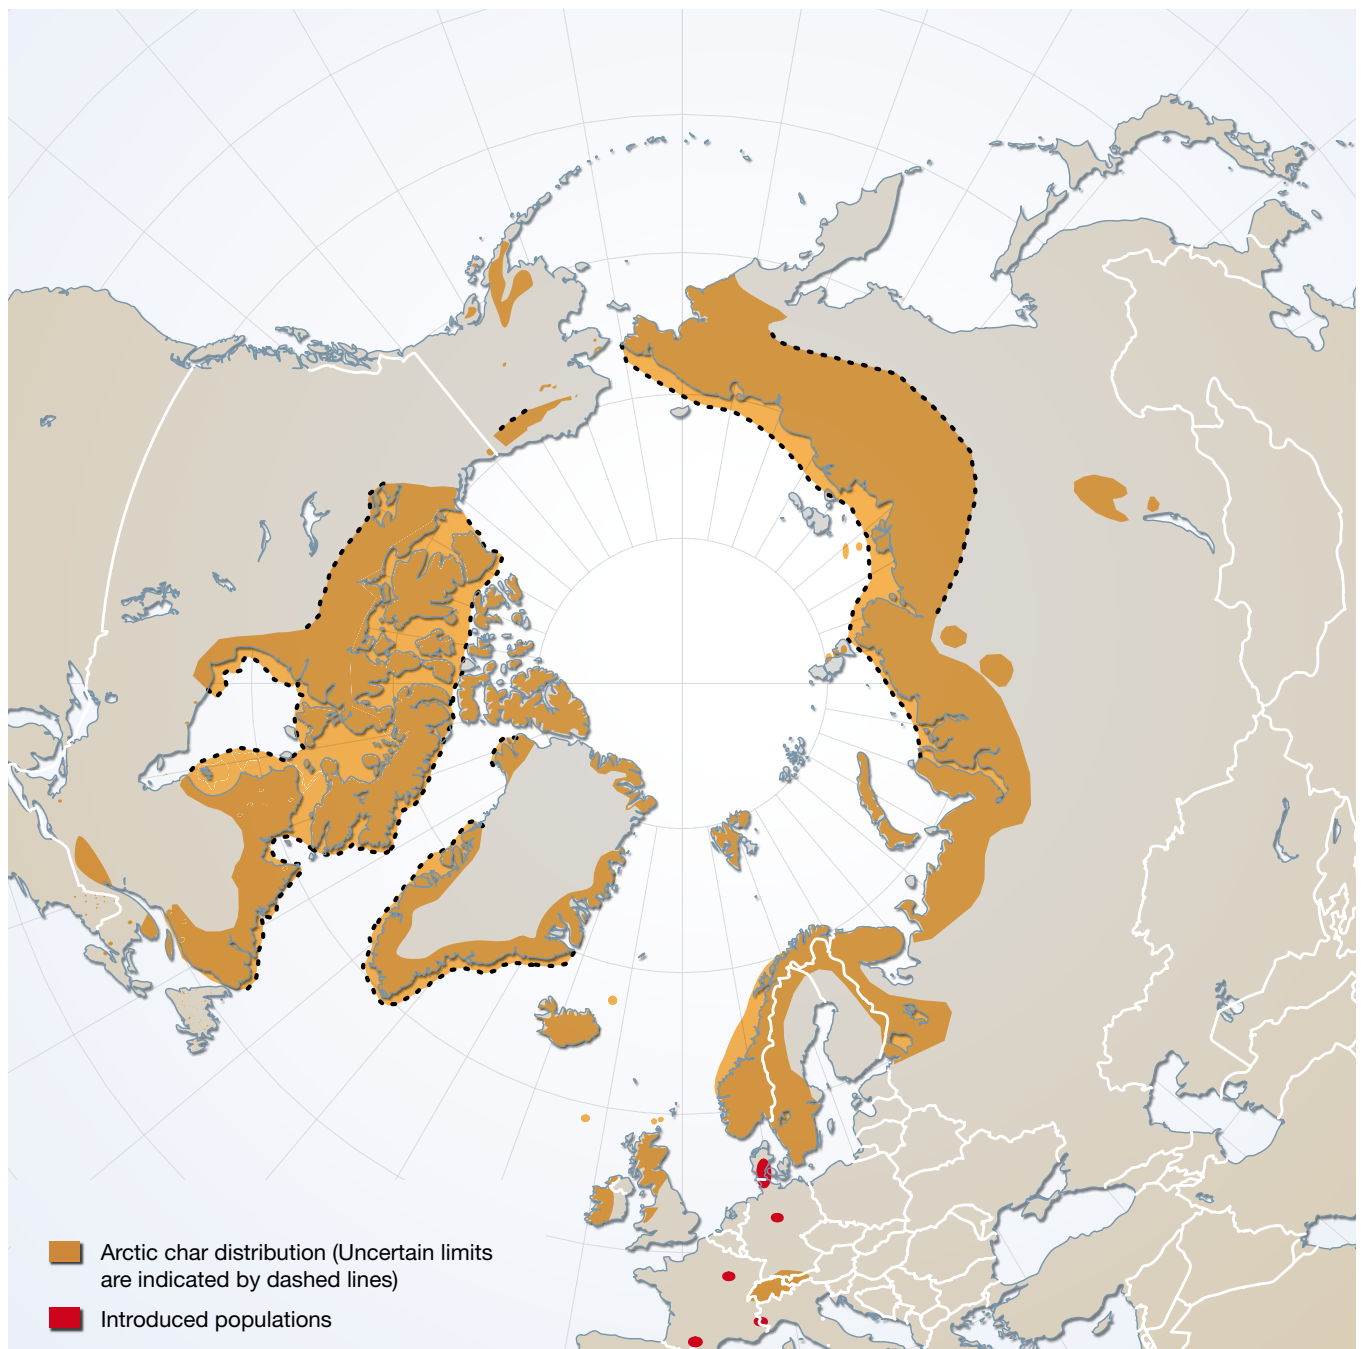 Arctic char distribution (Uncertain limits
are indicated by dashed lines)
Introduced populations